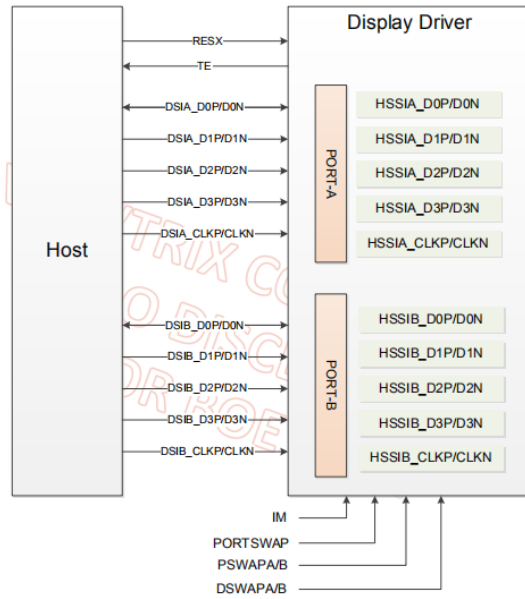 Display Driver
RESX
TE
DSIA_D0P/D0N
DSIA_D1P/D1N
DSIA_D2P/D2N
DSIA_D3P/D3N
DSIA_CLKP/CLKN
PORT-A
HSSIA_D0P/D0N
HSSIA_D1P/D1N
HSSIA_D2P/D2N
HSSIA_D3P/D3N
HSSIA_CLKP/CLKN
Host
DSIB_D0P/D0N
DSIB_D1P/D1N
DSIB_D2P/D2N
DSIB_D3P/D3N
DSIB_CLKP/CLKN
PORT-B
HSSIB_D0P/D0N
HSSIB_D1P/D1N
HSSIB_D2P/D2N
HSSIB_D3P/D3N
HSSIB_CLKP/CLKN
IM
PORTSWAP
PSWAPA/B
DSWAPA/B